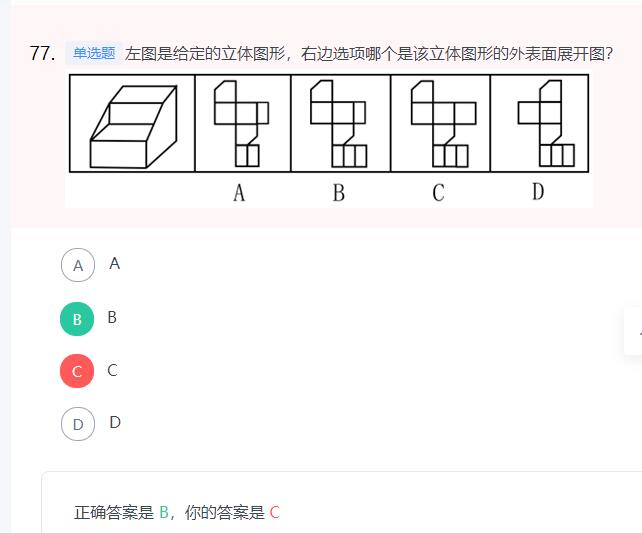 77. 单选题 左图是给定的立体图形，右边选项哪个是该立体图形的外表面展开图?
A B C D
A A
B B
C C
D D
正确答案是 B，你的答案是 C